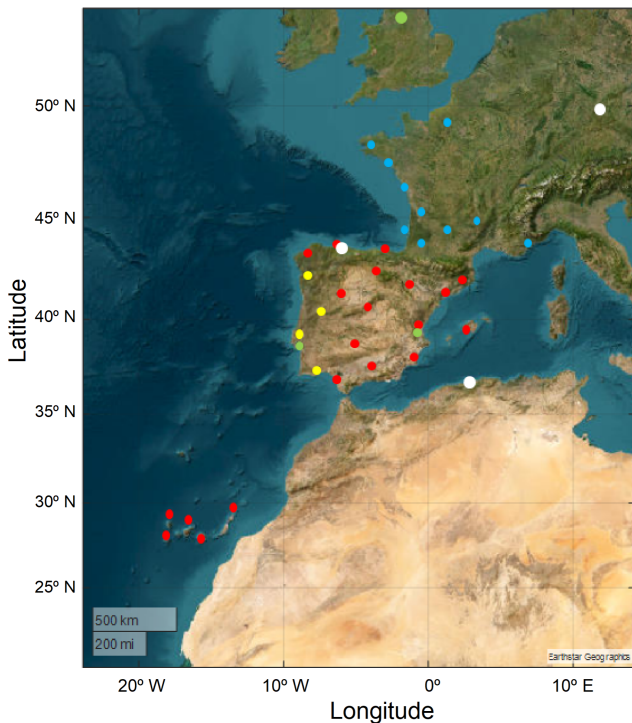 50º N
45º N
40º N
35º N
30º N
25º N
Latitude
500 km
200 mi
Earthstar Geographics
20º W
10º W
0º
10º E
Longitude